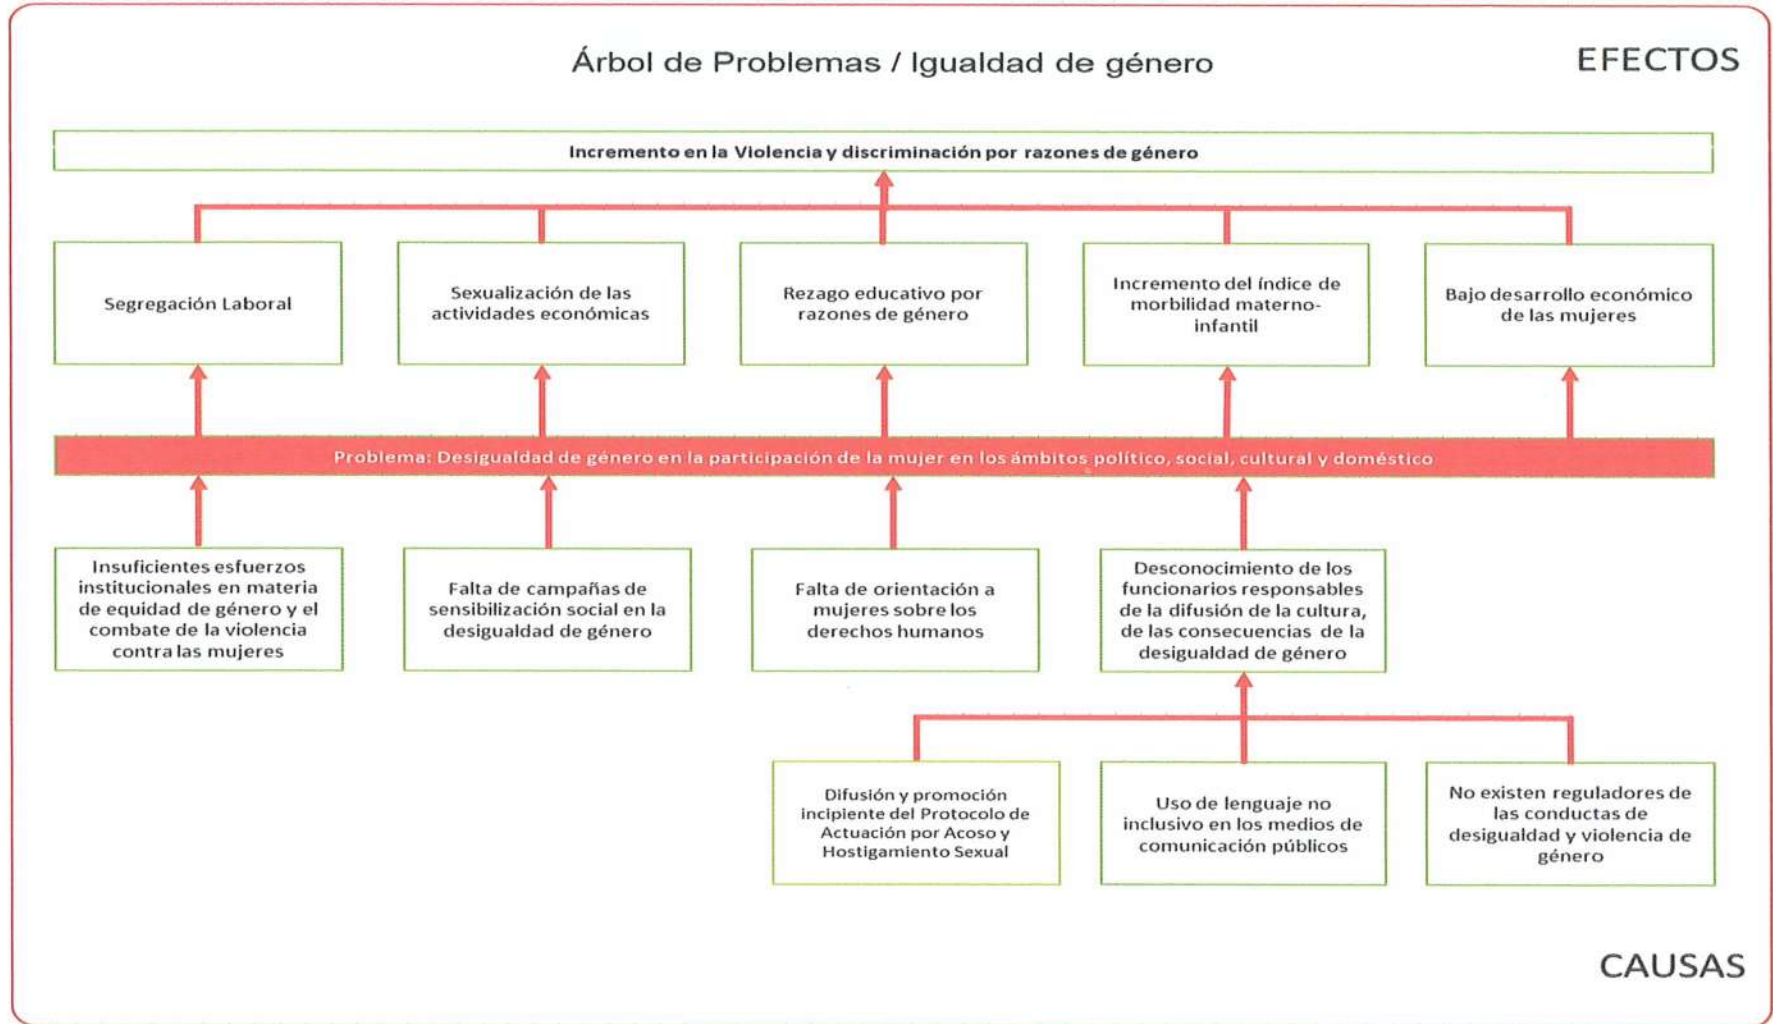 Árbol de Problemas / Igualdad de género
EFECTOS
Incremento en la Violencia y discriminación por razones de género
Segregación Laboral
Sexualización de las
actividades económicas
Rezago educativo por
razones de género
Incremento del índice de
morbilidad materno-
infantil
Bajo desarrollo económico
de las mujeres
Problema: Desigualdad de género en la participación de la mujer en los ámbitos político, social, cultural y doméstico
Insuficientes esfuerzos
institucionales en materia
de equidad de género y el
combate de la violencia
contra las mujeres
Falta de campañas de
sensibilización social en la
desigualdad de género
Falta de orientación a
mujeres sobre los
derechos humanos
Desconocimiento de los
funcionarios responsables
de la difusión de la cultura,
de las consecuencias de la
desigualdad de género
Difusión y promoción
incipiente del Protocolo de
Actuación por Acoso y
Hostigamiento Sexual
Uso de lenguaje no
inclusivo en los medios de
comunicación públicos
No existen reguladores de
las conductas de
desigualdad y violencia de
género
CAUSAS